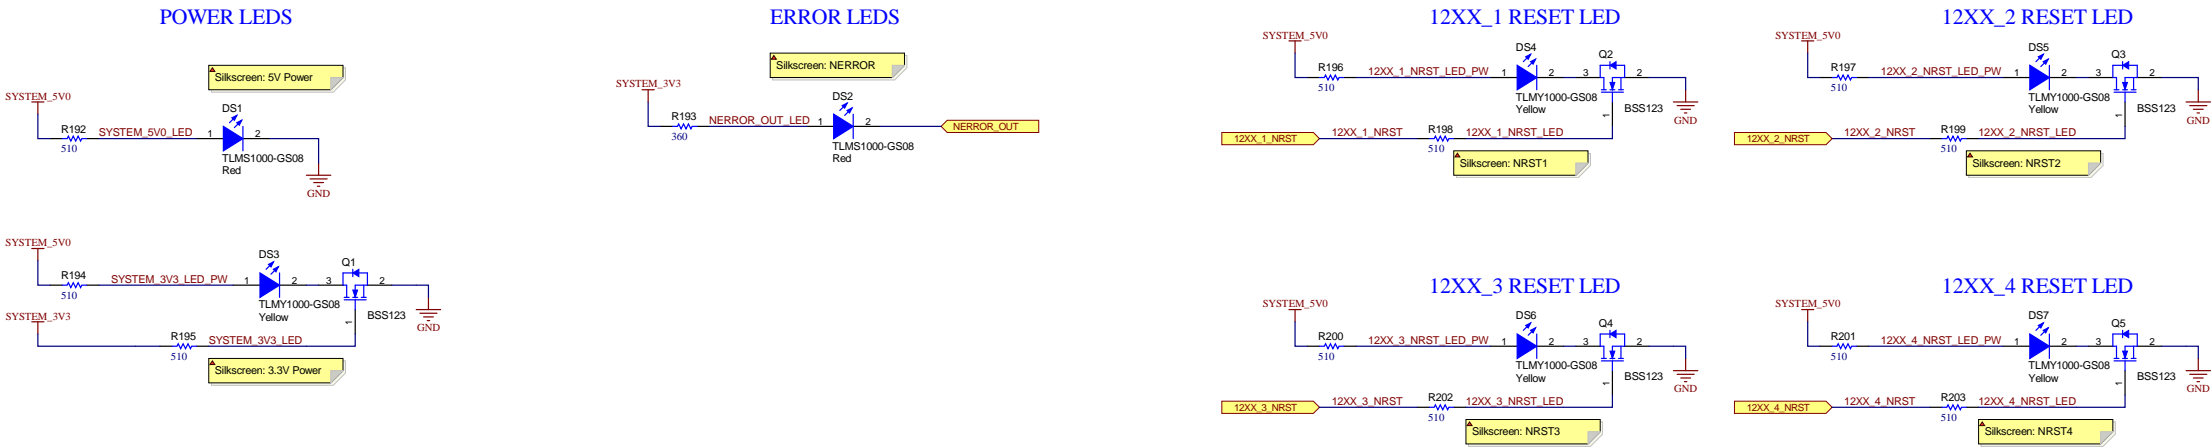 POWER LEDS
Silkscreen: 5V Power
SYSTEM_5V0
R192
510
SYSTEM_5V0_LED
1
DS1
2
TLMS1000-GS08
Red
GND
SYSTEM_5V0
R194
510
SYSTEM_3V3_LED_PW
1
DS3
2
TLMY1000-GS08
Yellow
3
Q1
2
1
BSS123
GND
SYSTEM_3V3
R195
510
SYSTEM_3V3_LED
Silkscreen: 3.3V Power
ERROR LEDS
Silkscreen: NERROR
SYSTEM_3V3
R193
360
NERROR_OUT_LED
1
DS2
2
TLMS1000-GS08
Red
NERROR_OUT
12XX_1 RESET LED
SYSTEM_5V0
R196
510
12XX_1_NRST_LED_PW
1
DS4
2
TLMY1000-GS08
Yellow
3
Q2
2
1
BSS123
GND
12XX_1_NRST
12XX_1_NRST
R198
510
12XX_1_NRST_LED
Silkscreen: NRST1
12XX_2 RESET LED
SYSTEM_5V0
R197
510
12XX_2_NRST_LED_PW
1
DS5
2
TLMY1000-GS08
Yellow
3
Q3
2
1
BSS123
GND
12XX_2_NRST
12XX_2_NRST
R199
510
12XX_2_NRST_LED
Silkscreen: NRST2
12XX_3 RESET LED
SYSTEM_5V0
R200
510
12XX_3_NRST_LED_PW
1
DS6
2
TLMY1000-GS08
Yellow
3
Q4
2
1
BSS123
GND
12XX_3_NRST
12XX_3_NRST
R202
510
12XX_3_NRST_LED
Silkscreen: NRST3
12XX_4 RESET LED
SYSTEM_5V0
R201
510
12XX_4_NRST_LED_PW
1
DS7
2
TLMY1000-GS08
Yellow
3
Q5
2
1
BSS123
GND
12XX_4_NRST
12XX_4_NRST
R203
510
12XX_4_NRST_LED
Silkscreen: NRST4